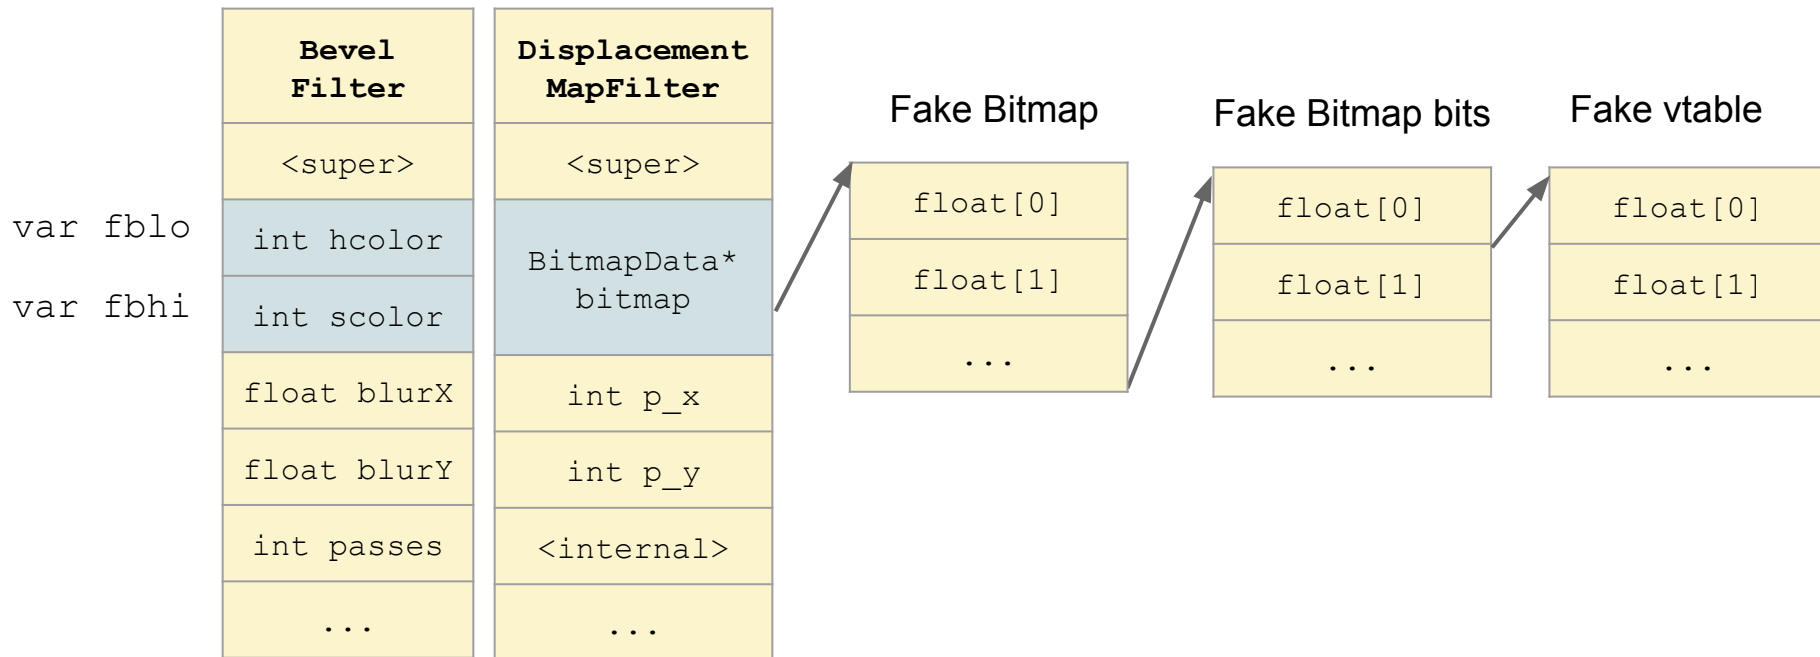 var fblo
var fbhi
Bevel
Filter
<super>
int hcolor
int scolor
float blurX
float blurY
int passes
...
Displacement
MapFilter
<super>
BitmapData*
bitmap
int p_x
int p_y
<internal>
...
Fake Bitmap
float[0]
float[1]
...
Fake Bitmap bits
float[0]
float[1]
...
Fake vtable
float[0]
float[1]
...